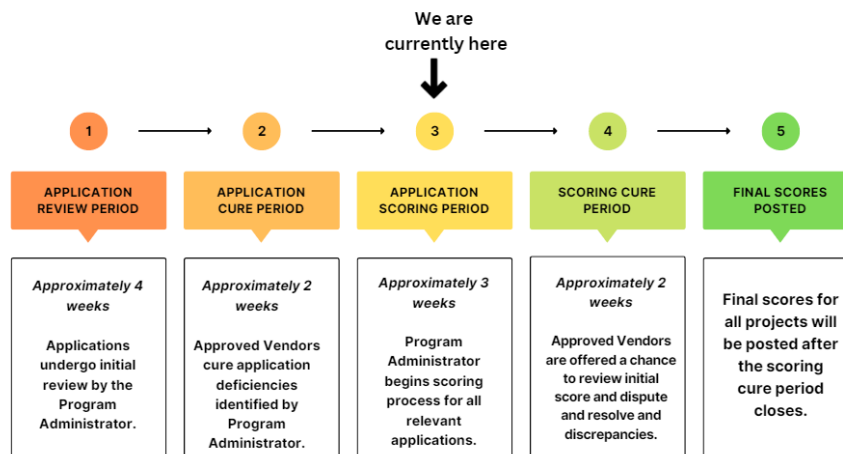 We are
currently here
1
2
3
4
5
APPLICATION
REVIEW PERIOD
APPLICATION
CURE PERIOD
APPLICATION
SCORING PERIOD
SCORING CURE
PERIOD
FINAL SCORES
POSTED
Approximately 4
weeks
Applications
undergo initial
review by the
Program
Administrator.
Approximately 2
weeks
Approved Vendors
cure application
deficiencies
identified by
Program
Administrator.
Approximately 3
weeks
Program
Administrator
begins scoring
process for all
relevant
applications.
Approximately 2
weeks
Approved Vendors
are offered a chance
to review initial
score and dispute
and resolve and
discrepancies.
Final scores for
all projects will
be posted after
the scoring
cure period
closes.